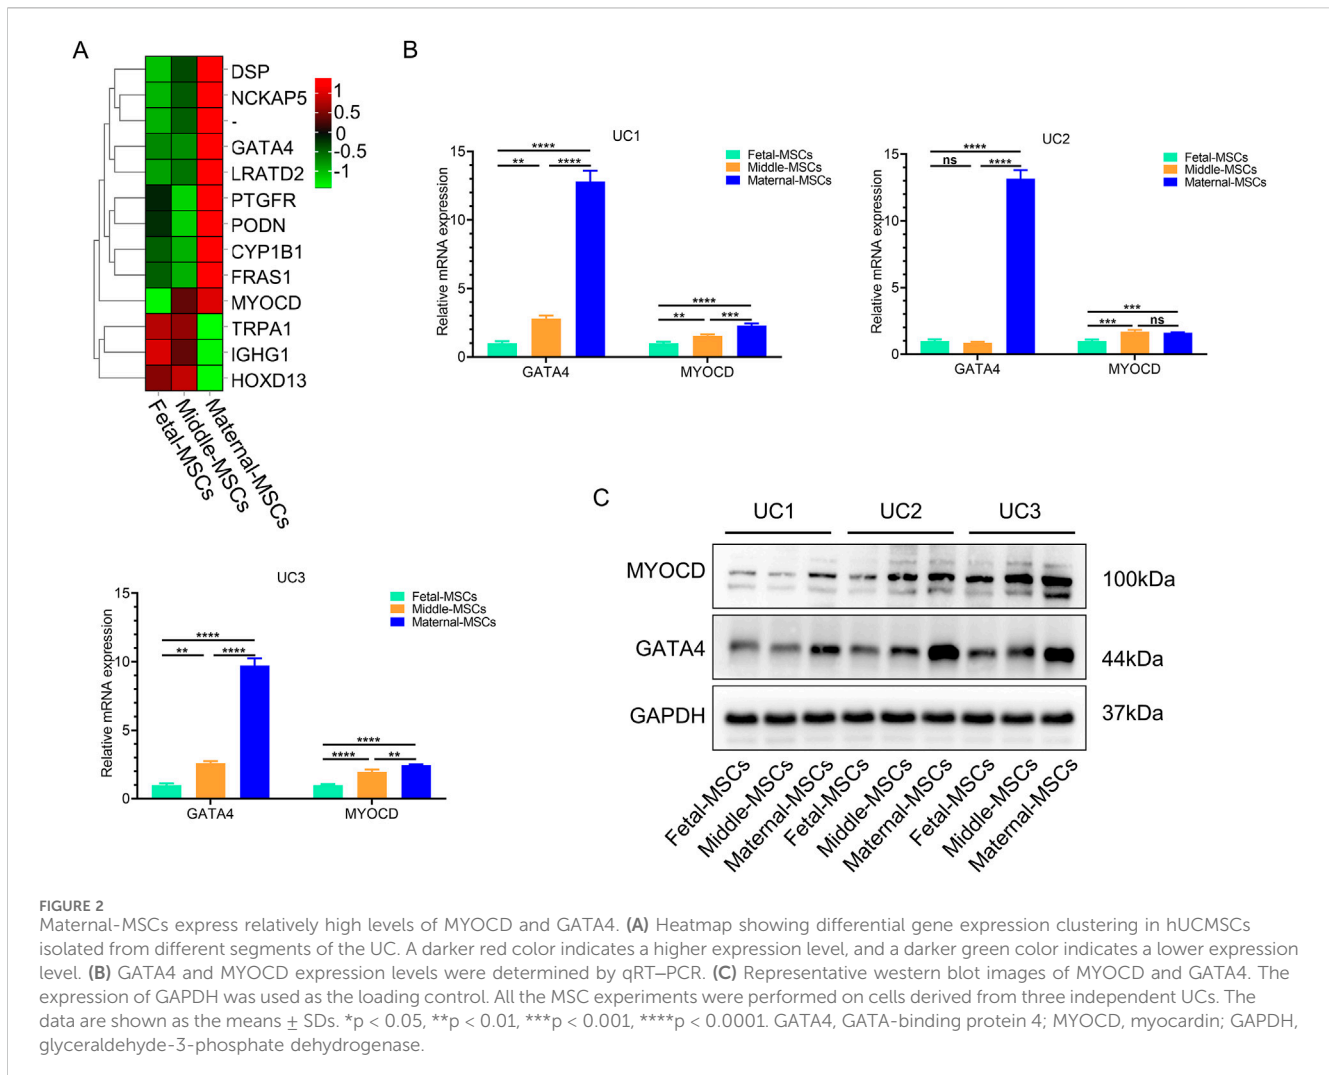 A
DSP
NCKAP5
-
GATA4
LRATD2
PTGFR
PODN
CYP1B1
FRAS1
MYOCD
TRPA1
IGHG1
HOXD13
1
0.5
0
-0.5
-1
Fetal-MSCs
Middle-MSCs
Maternal-MSCs
B
UC1
Relative mRNA expression
15
10
5
0
**** 
** ****
****
** ***
GATA4 MYOCD
Fetal-MSCs
Middle-MSCs
Maternal-MSCs
UC2
Relative mRNA expression
15
10
5
0
****
ns ****
***
*** ns
GATA4 MYOCD
Fetal-MSCs
Middle-MSCs
Maternal-MSCs
UC3
Relative mRNA expression
15
10
5
0
****
** ****
****
**** **
GATA4 MYOCD
Fetal-MSCs
Middle-MSCs
Maternal-MSCs
C
UC1 UC2 UC3
MYOCD 100kDa
GATA4 44kDa
GAPDH 37kDa
Fetal-MSCs
Middle-MSCs
Maternal-MSCs
Fetal-MSCs
Middle-MSCs
Maternal-MSCs
Fetal-MSCs
Middle-MSCs
Maternal-MSCs
FIGURE 2
Maternal-MSCs express relatively high levels of MYOCD and GATA4. (A) Heatmap showing differential gene expression clustering in hUCMSCs
isolated from different segments of the UC. A darker red color indicates a higher expression level, and a darker green color indicates a lower expression
level. (B) GATA4 and MYOCD expression levels were determined by qRT–PCR. (C) Representative western blot images of MYOCD and GATA4. The
expression of GAPDH was used as the loading control. All the MSC experiments were performed on cells derived from three independent UCs. The
data are shown as the means ± SDs. *p < 0.05, **p < 0.01, ***p < 0.001, ****p < 0.0001. GATA4, GATA-binding protein 4; MYOCD, myocardin; GAPDH,
glyceraldehyde-3-phosphate dehydrogenase.